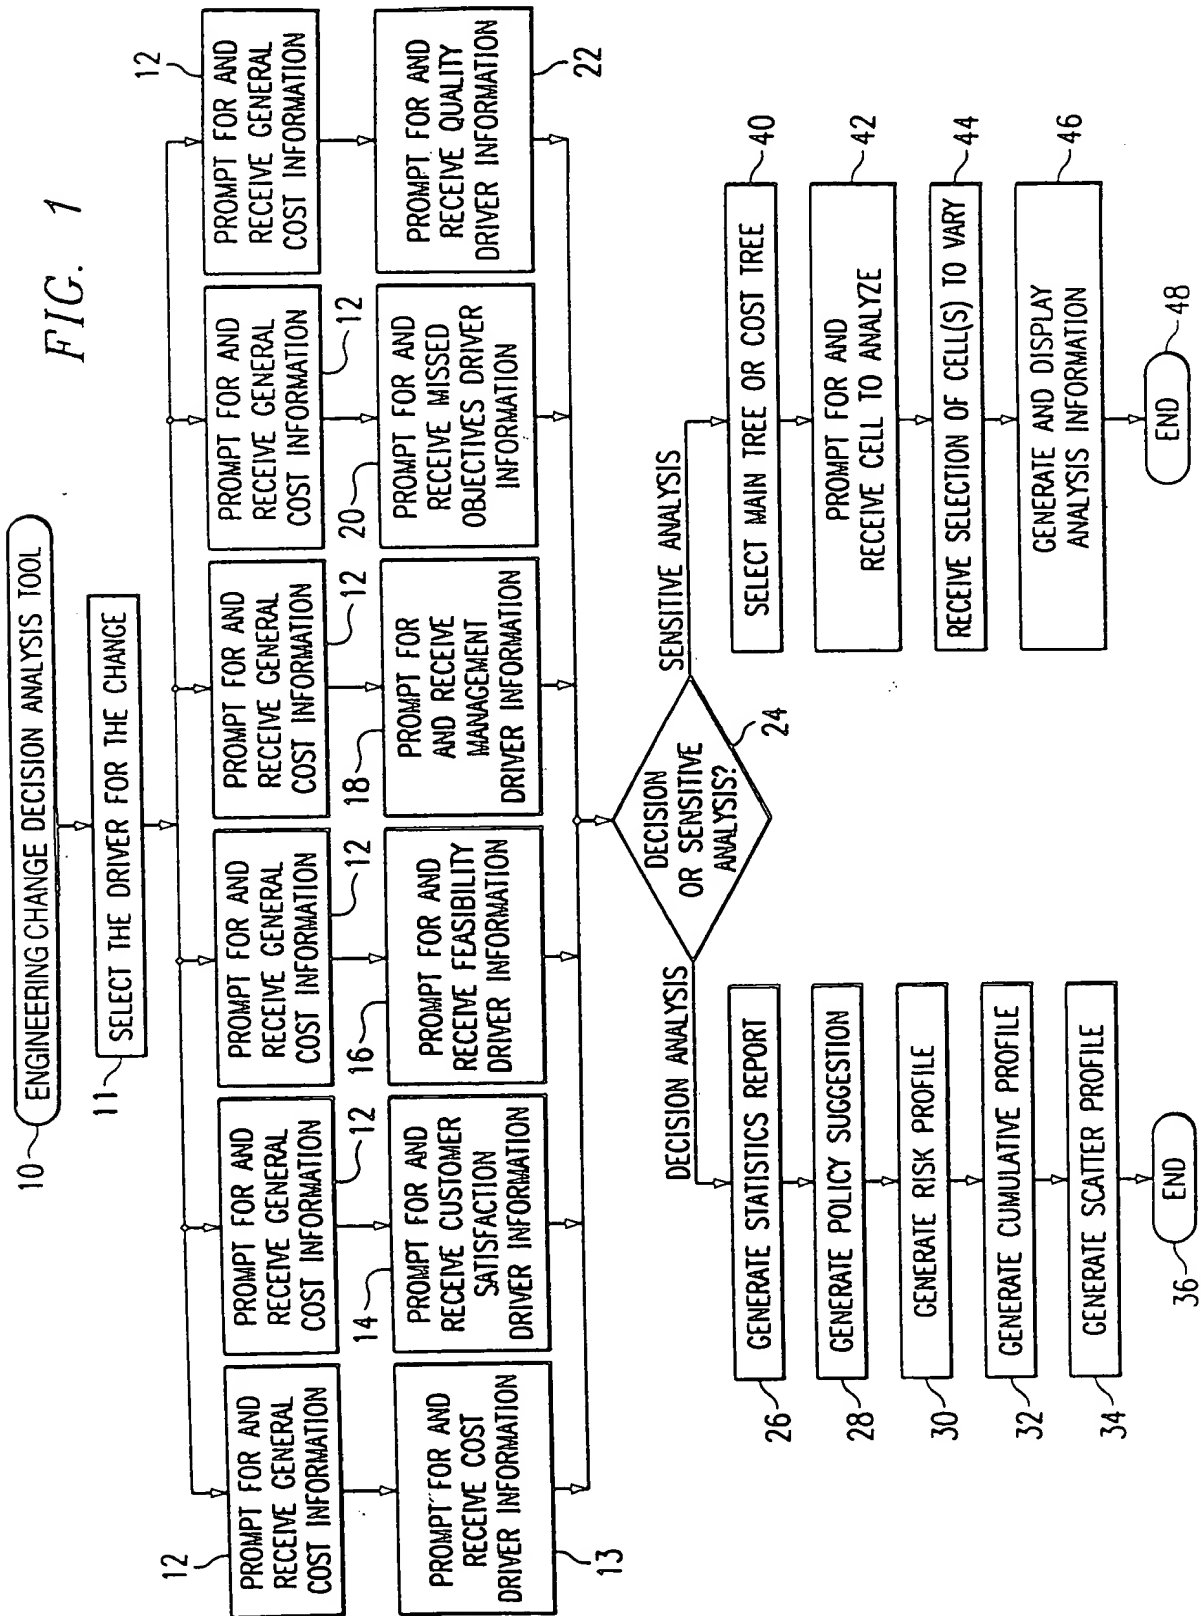 FIG. 1
10
ENGINEERING CHANGE DECISION ANALYSIS TOOL
11
SELECT THE DRIVER FOR THE CHANGE
12
PROMPT FOR AND
RECEIVE GENERAL
COST INFORMATION
PROMPT FOR AND
RECEIVE COST
DRIVER INFORMATION
13
PROMPT FOR AND
RECEIVE GENERAL
COST INFORMATION
12
14
PROMPT FOR AND
RECEIVE CUSTOMER
SATISFACTION
DRIVER INFORMATION
PROMPT FOR AND
RECEIVE GENERAL
COST INFORMATION
12
16
PROMPT FOR AND
RECEIVE FEASIBILITY
DRIVER INFORMATION
PROMPT FOR AND
RECEIVE GENERAL
COST INFORMATION
12
18
PROMPT FOR
AND RECEIVE
MANAGEMENT
DRIVER INFORMATION
PROMPT FOR AND
RECEIVE GENERAL
COST INFORMATION
12
20
PROMPT FOR AND
RECEIVE MISSED
OBJECTIVES DRIVER
INFORMATION
12
PROMPT FOR AND
RECEIVE GENERAL
COST INFORMATION
PROMPT FOR AND
RECEIVE QUALITY
DRIVER INFORMATION
22
DECISION
OR SENSITIVE
ANALYSIS?
24
DECISION ANALYSIS
26
GENERATE STATISTICS REPORT
28
GENERATE POLICY SUGGESTION
30
GENERATE RISK PROFILE
32
GENERATE CUMULATIVE PROFILE
34
GENERATE SCATTER PROFILE
36
END
SENSITIVE ANALYSIS
SELECT MAIN TREE OR COST TREE
40
PROMPT FOR AND
RECEIVE CELL TO ANALYZE
42
RECEIVE SELECTION OF CELL(S) TO VARY
44
GENERATE AND DISPLAY
ANALYSIS INFORMATION
46
END
48